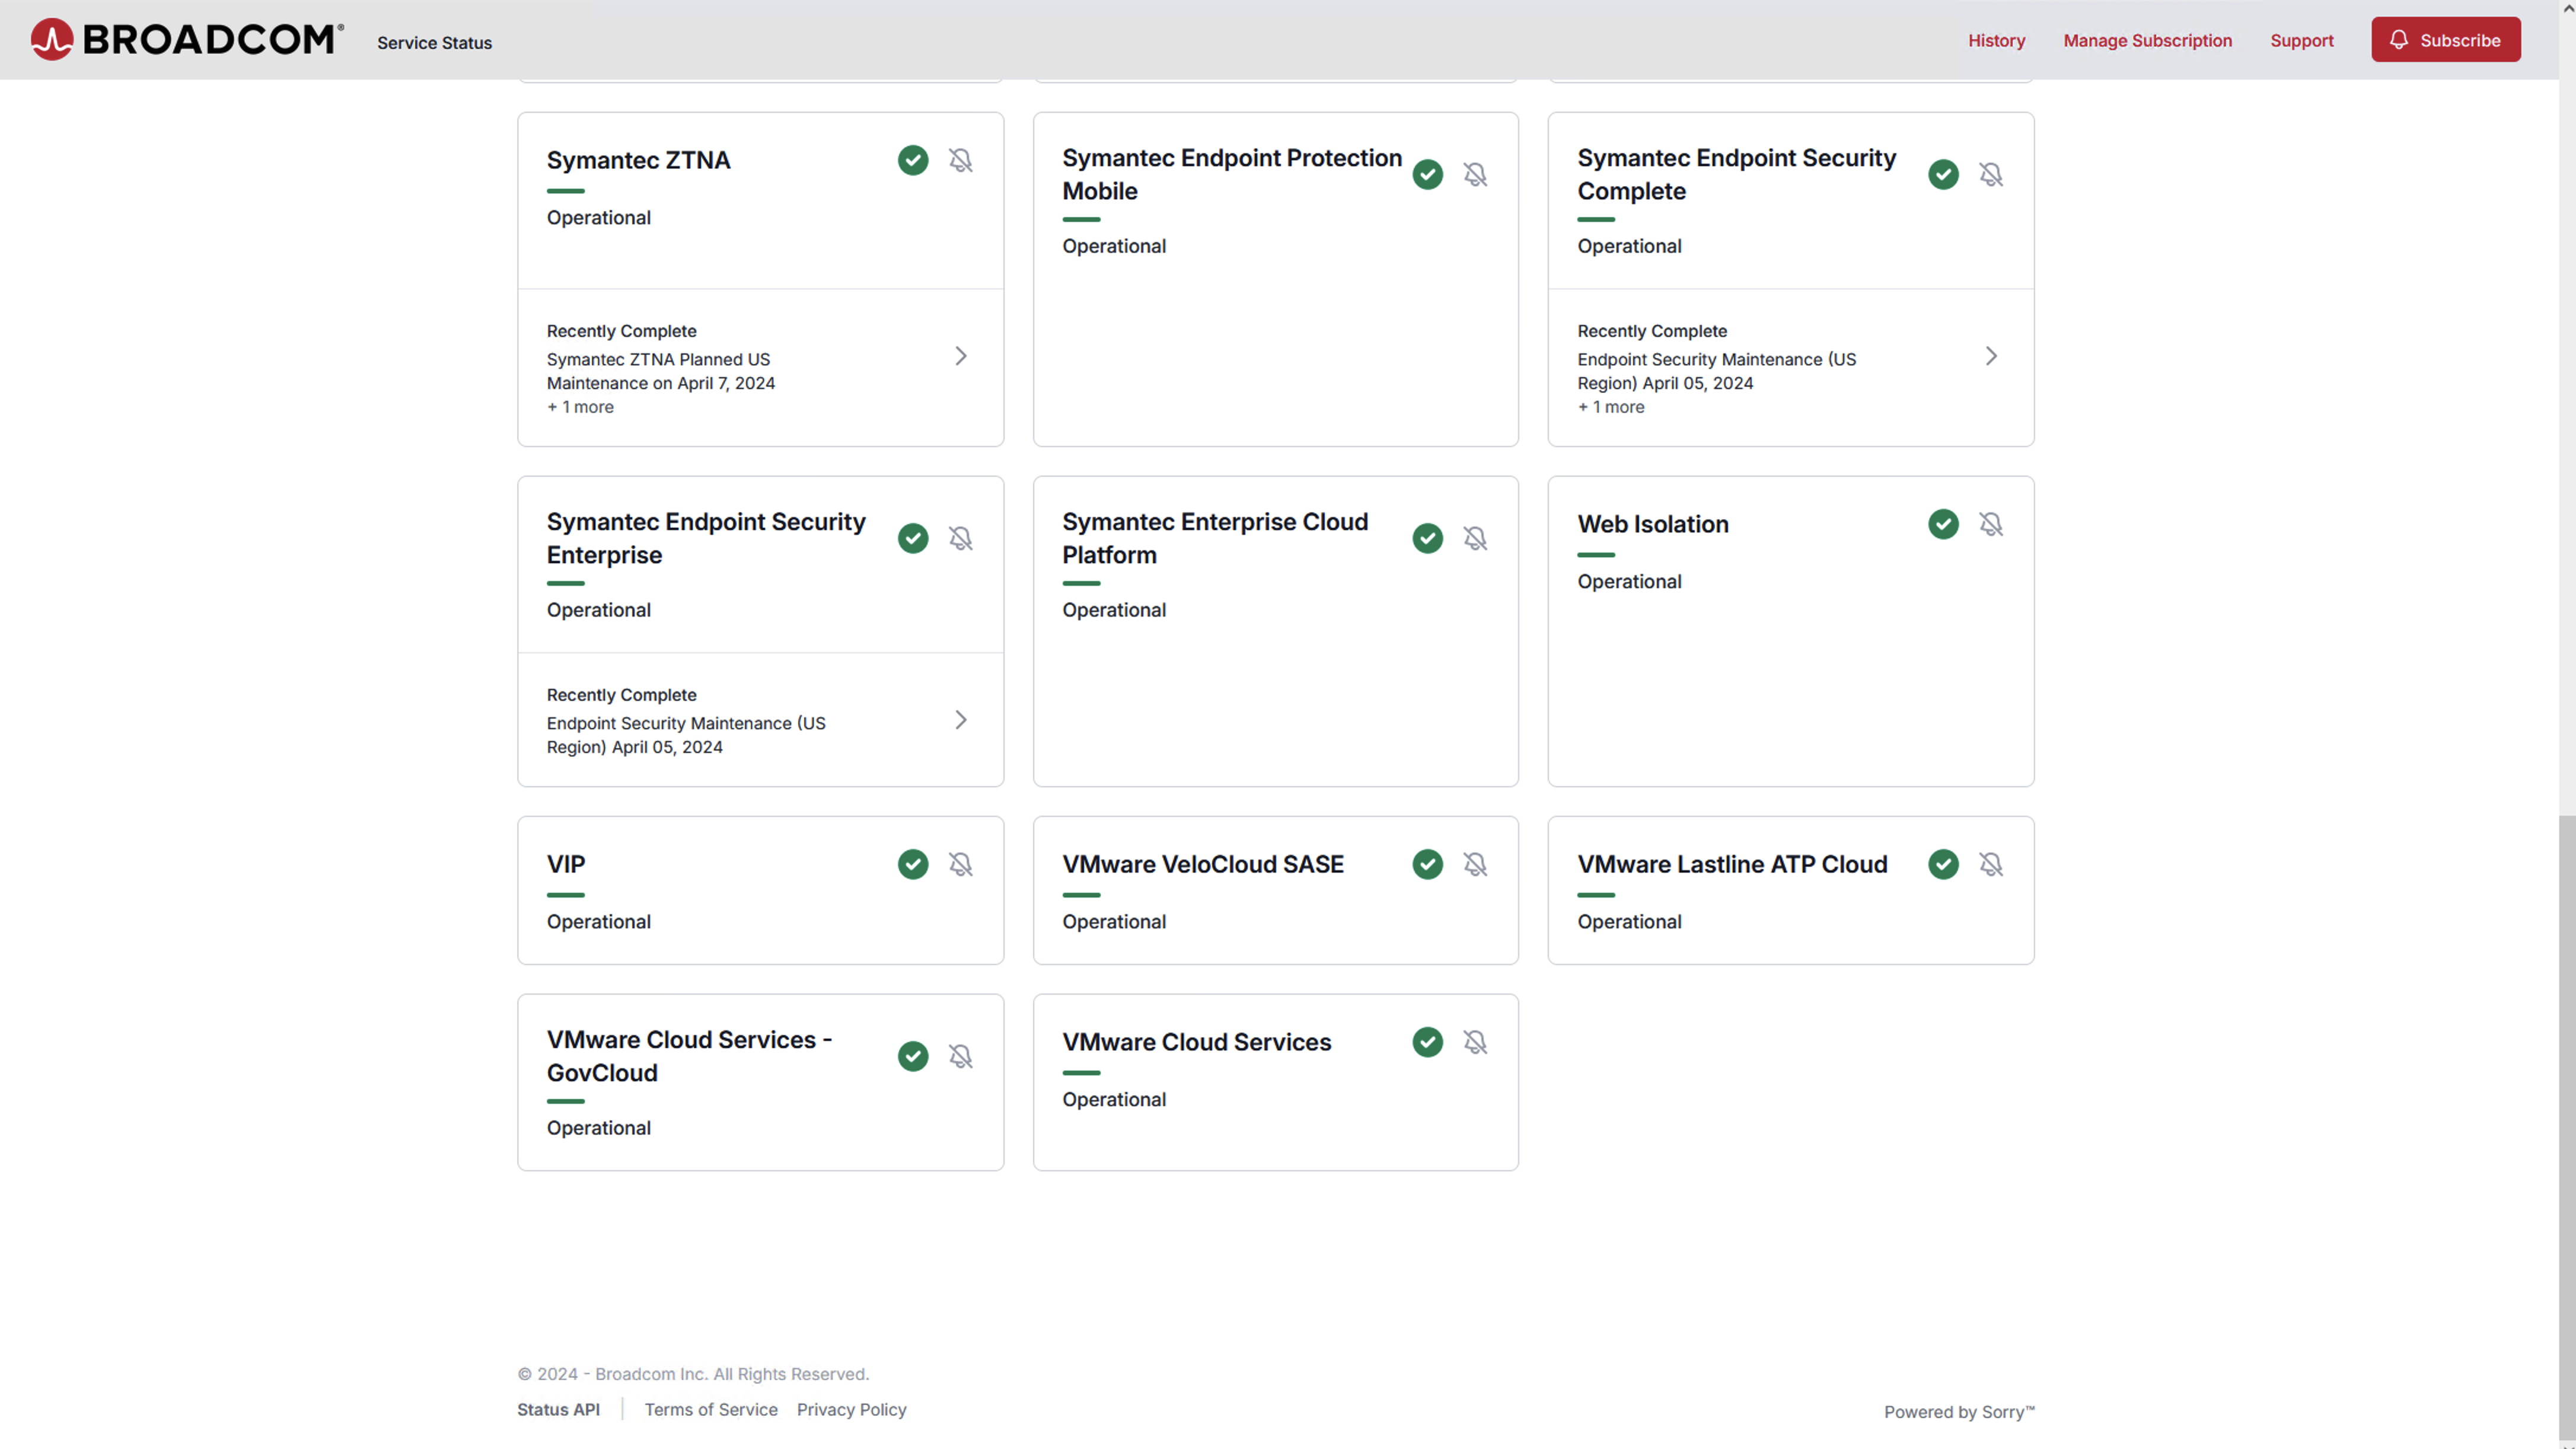 BROADCOM®
Service Status
History
Manage Subscription
Support
Subscribe
Symantec ZTNA
Operational
Recently Complete
Symantec ZTNA Planned US
Maintenance on April 7, 2024
+ 1 more
Symantec Endpoint Protection
Mobile
Operational
Symantec Endpoint Security
Complete
Operational
Recently Complete
Endpoint Security Maintenance (US
Region) April 05, 2024
+ 1 more
Symantec Endpoint Security
Enterprise
Operational
Recently Complete
Endpoint Security Maintenance (US
Region) April 05, 2024
Symantec Enterprise Cloud
Platform
Operational
Web Isolation
Operational
VIP
Operational
VMware VeloCloud SASE
Operational
VMware Lastline ATP Cloud
Operational
VMware Cloud Services -
GovCloud
Operational
VMware Cloud Services
Operational
© 2024 - Broadcom Inc. All Rights Reserved.
Status API
Terms of Service
Privacy Policy
Powered by Sorry™